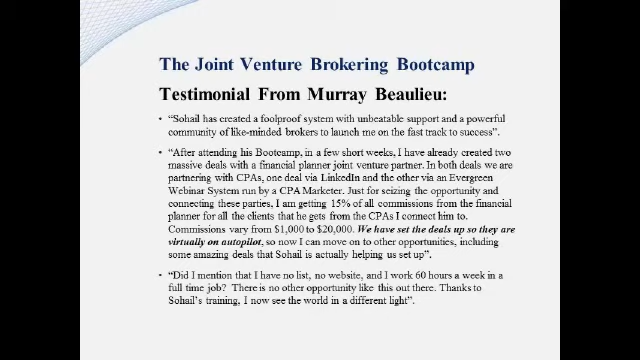 The Joint Venture Brokering Bootcamp
Testimonial From Murray Beaulieu:
• “Sohail has created a foolproof system with unbeatable support and a powerful
community of like-minded brokers to launch me on the fast track to success”.
• “After attending his Bootcamp, in a few short weeks, I have already created two
massive deals with a financial planner joint venture partner. In both deals we are
partnering with CPAs, one deal via LinkedIn and the other via an Evergreen
Webinar System run by a CPA Marketer. Just for seizing the opportunity and
connecting these parties, I am getting 15% of all commissions from the financial
planner for all the clients that he gets from the CPAs I connect him to.
Commissions vary from $1,000 to $20,000. We have set the deals up so they are
virtually on autopilot, so now I can move on to other opportunities, including
some amazing deals that Sohail is actually helping us set up”.
• “Did I mention that I have no list, no website, and I work 60 hours a week in a
full time job? There is no other opportunity like this out there. Thanks to
Sohail’s training, I now see the world in a different light”.